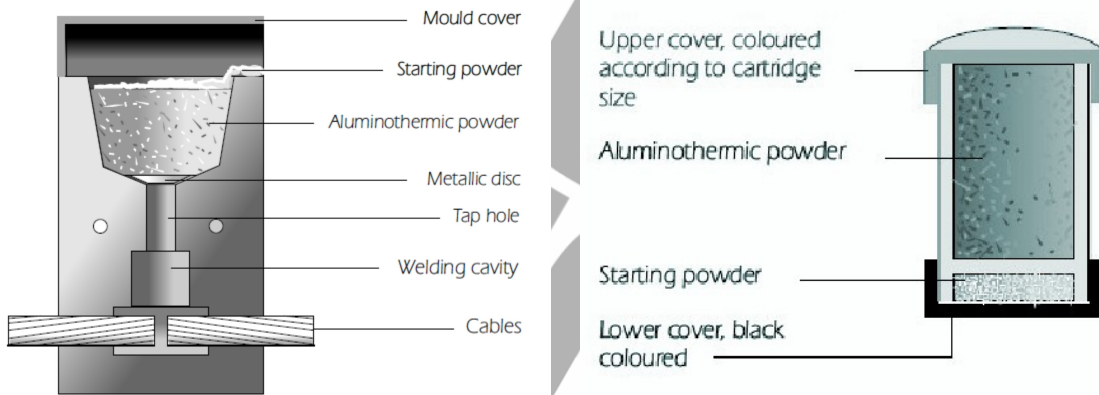 Mould cover
Starting powder
Aluminothermic powder
Metallic disc
Tap hole
Welding cavity
Cables
Upper cover, coloured
according to cartridge
size
Aluminothermic powder
Starting powder
Lower cover, black
coloured